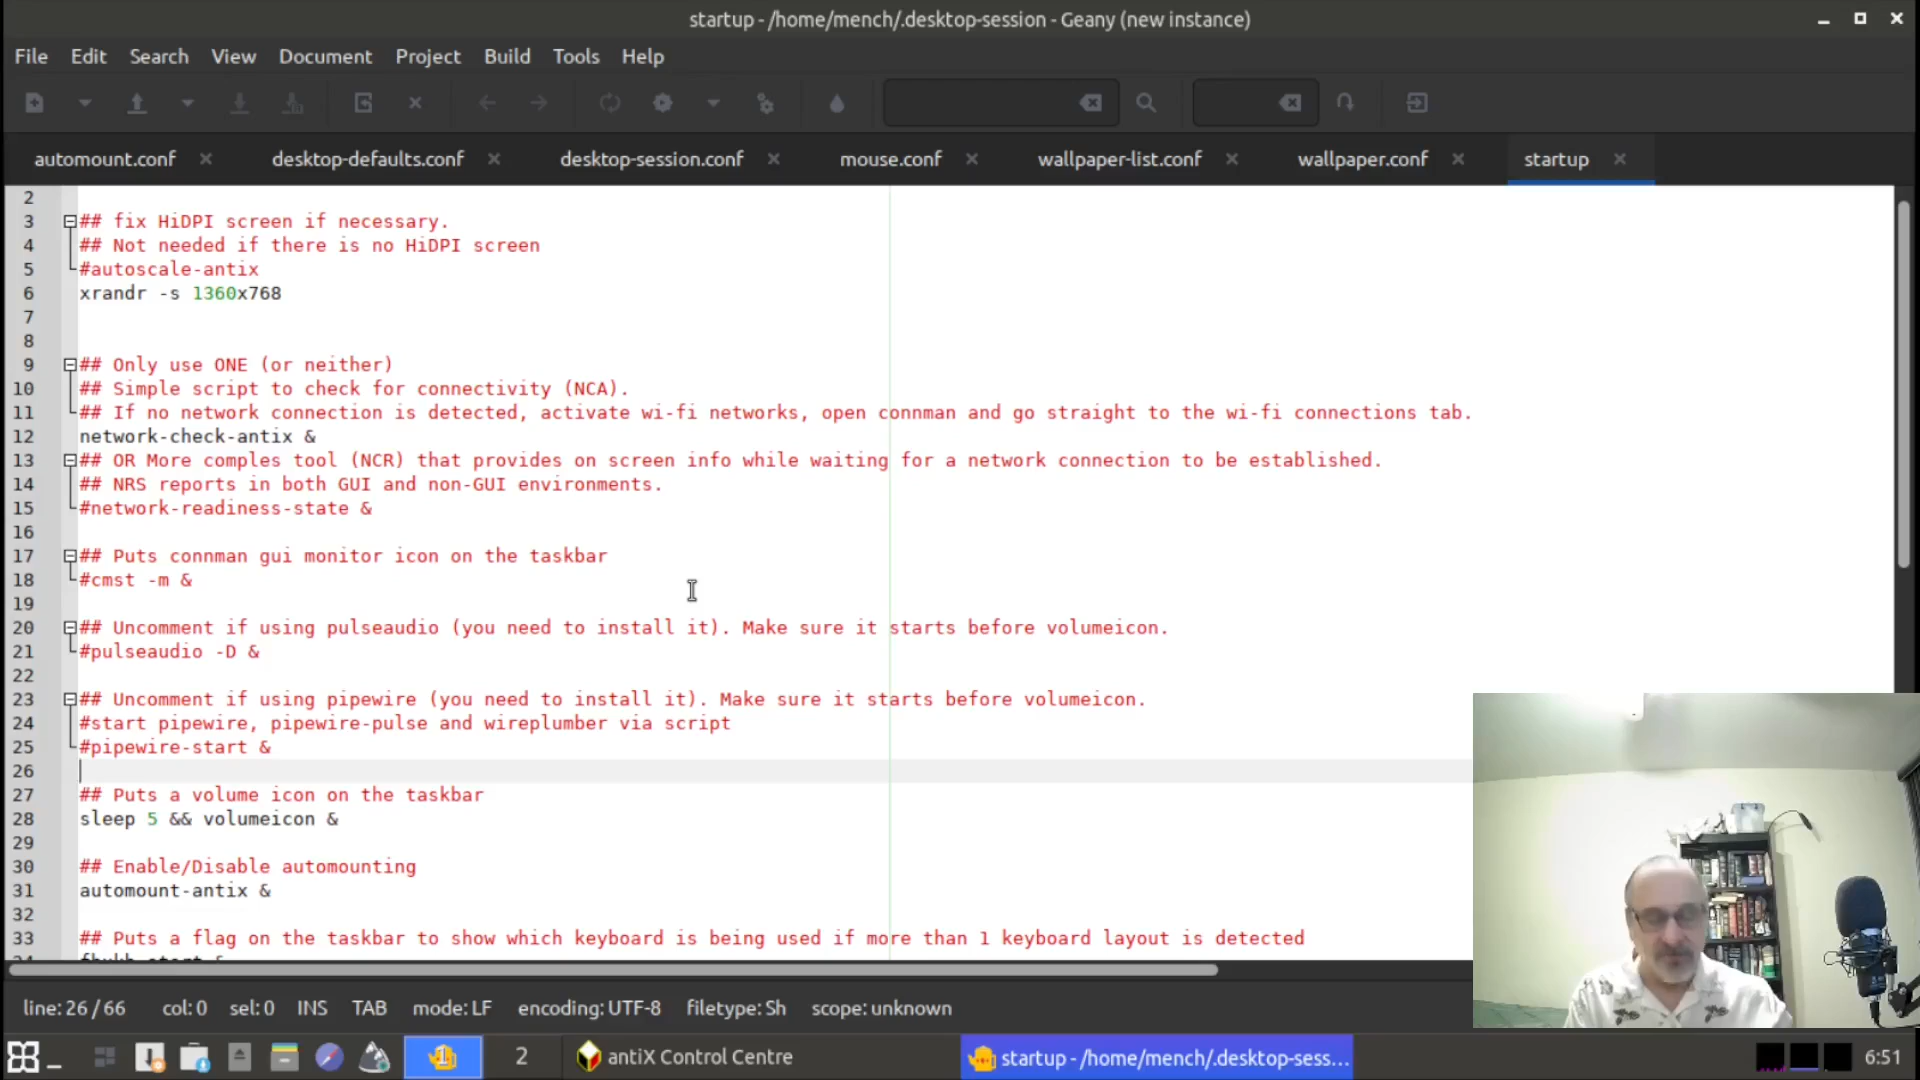 startup - /home/mench/.desktop-session - Geany (new instance)
File Edit Search View Document Project Build Tools Help
automount.conf desktop-defaults.conf desktop-session.conf mouse.conf wallpaper-list.conf wallpaper.conf startup
2
3 ## fix HiDPI screen if necessary.
4 ## Not needed if there is no HiDPI screen
5 #autoscale-antix
6 xrandr -s 1360x768
7
8
9 ## Only use ONE (or neither)
10 ## Simple script to check for connectivity (NCA).
11 ## If no network connection is detected, activate wi-fi networks, open connman and go straight to the wi-fi connections tab.
12 network-check-antix &
13 ## OR More comples tool (NCR) that provides on screen info while waiting for a network connection to be established.
14 ## NRS reports in both GUI and non-GUI environments.
15 #network-readiness-state &
16
17 ## Puts connman gui monitor icon on the taskbar
18 #cmst -m &
19
20 ## Uncomment if using pulseaudio (you need to install it). Make sure it starts before volumeicon.
21 #pulseaudio -D &
22
23 ## Uncomment if using pipewire (you need to install it). Make sure it starts before volumeicon.
24 #start pipewire, pipewire-pulse and wireplumber via script
25 #pipewire-start &
26
27 ## Puts a volume icon on the taskbar
28 sleep 5 && volumeicon &
29
30 ## Enable/Disable automounting
31 automount-antix &
32
33 ## Puts a flag on the taskbar to show which keyboard is being used if more than 1 keyboard layout is detected
line: 26 / 66 col: 0 sel: 0 INS TAB mode: LF encoding: UTF-8 filetype: Sh scope: unknown
1 2 antiX Control Centre startup - /home/mench/.desktop-sess... 6:51